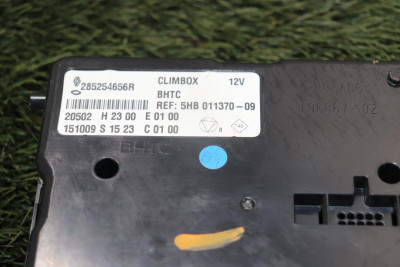 285254656R CLIMBOX 12V
BHTC
REF: 5HB 011370-09
20502 H 23 00 E 01 00
151009 S 15 23 C 01 00
8
BHTC